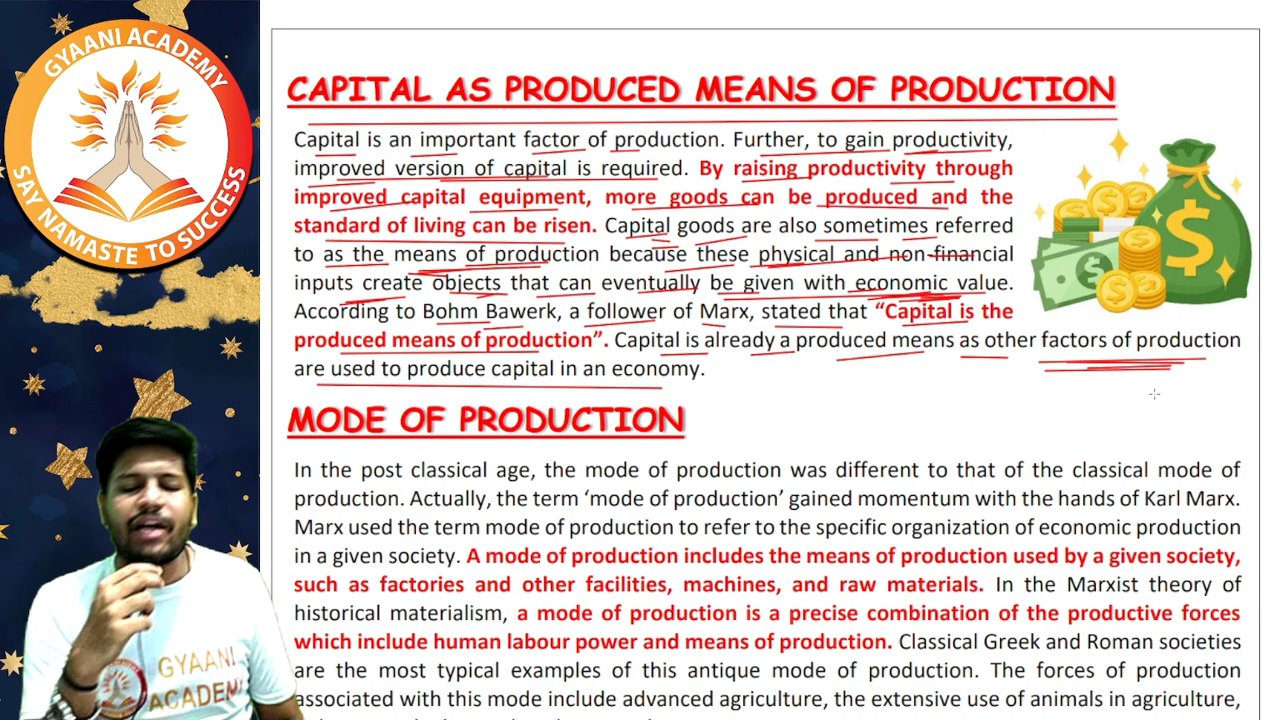 GYAANI ACADEMY
SAY NAMASTE TO SUCCESS
CAPITAL AS PRODUCED MEANS OF PRODUCTION
Capital is an important factor of production. Further, to gain productivity,
improved version of capital is required. By raising productivity through
improved capital equipment, more goods can be produced and the
standard of living can be risen. Capital goods are also sometimes referred
to as the means of production because these physical and non-financial
inputs create objects that can eventually be given with economic value.
According to Bohm Bawerk, a follower of Marx, stated that “Capital is the
produced means of production”. Capital is already a produced means as other factors of production
are used to produce capital in an economy.
MODE OF PRODUCTION
In the post classical age, the mode of production was different to that of the classical mode of
production. Actually, the term ‘mode of production’ gained momentum with the hands of Karl Marx.
Marx used the term mode of production to refer to the specific organization of economic production
in a given society. A mode of production includes the means of production used by a given society,
such as factories and other facilities, machines, and raw materials. In the Marxist theory of
historical materialism, a mode of production is a precise combination of the productive forces
which include human labour power and means of production. Classical Greek and Roman societies
are the most typical examples of this antique mode of production. The forces of production
associated with this mode include advanced agriculture, the extensive use of animals in agriculture,
GYAANI
ACADEMY